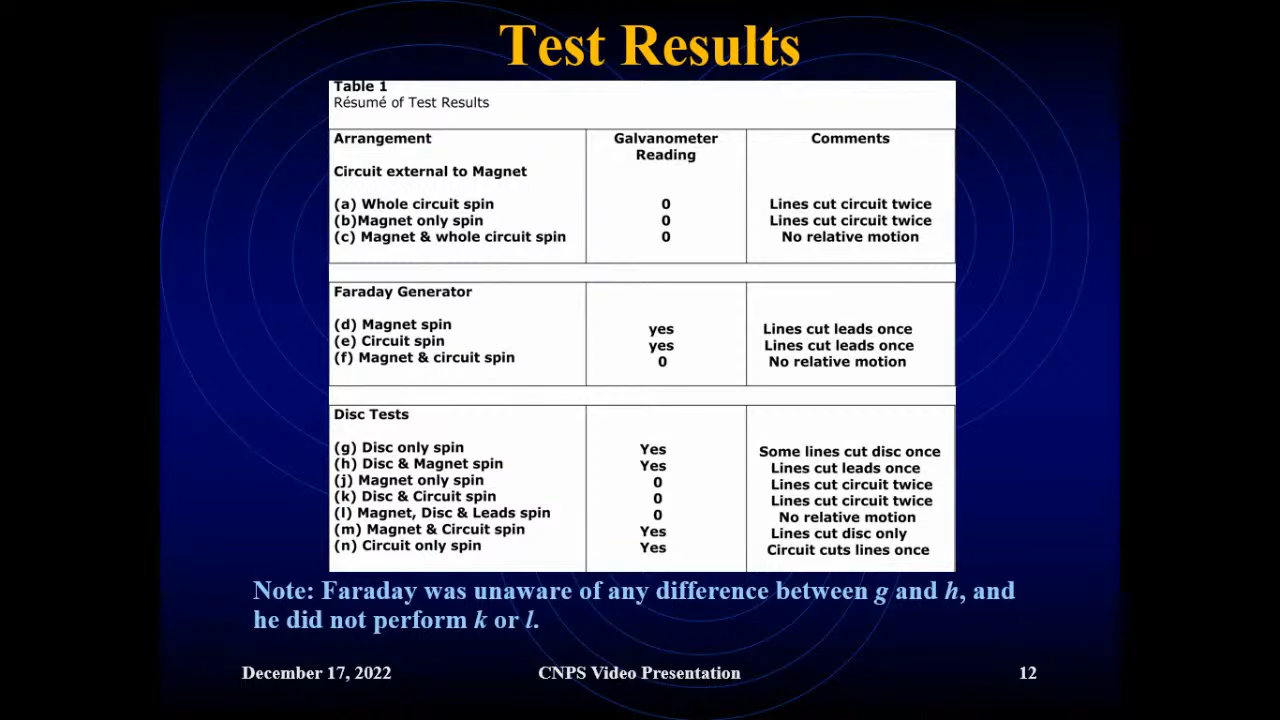 Test Results
Table 1
Résumé of Test Results
Arrangement Galvanometer Reading Comments
Circuit external to Magnet
(a) Whole circuit spin 0 Lines cut circuit twice
(b)Magnet only spin 0 Lines cut circuit twice
(c) Magnet & whole circuit spin 0 No relative motion
Faraday Generator
(d) Magnet spin yes Lines cut leads once
(e) Circuit spin yes Lines cut leads once
(f) Magnet & circuit spin 0 No relative motion
Disc Tests
(g) Disc only spin Yes Some lines cut disc once
(h) Disc & Magnet spin Yes Lines cut leads once
(j) Magnet only spin 0 Lines cut circuit twice
(k) Disc & Circuit spin 0 Lines cut circuit twice
(l) Magnet, Disc & Leads spin 0 No relative motion
(m) Magnet & Circuit spin Yes Lines cut disc only
(n) Circuit only spin Yes Circuit cuts lines once
Note: Faraday was unaware of any difference between g and h, and
he did not perform k or l.
December 17, 2022 CNPS Video Presentation 12